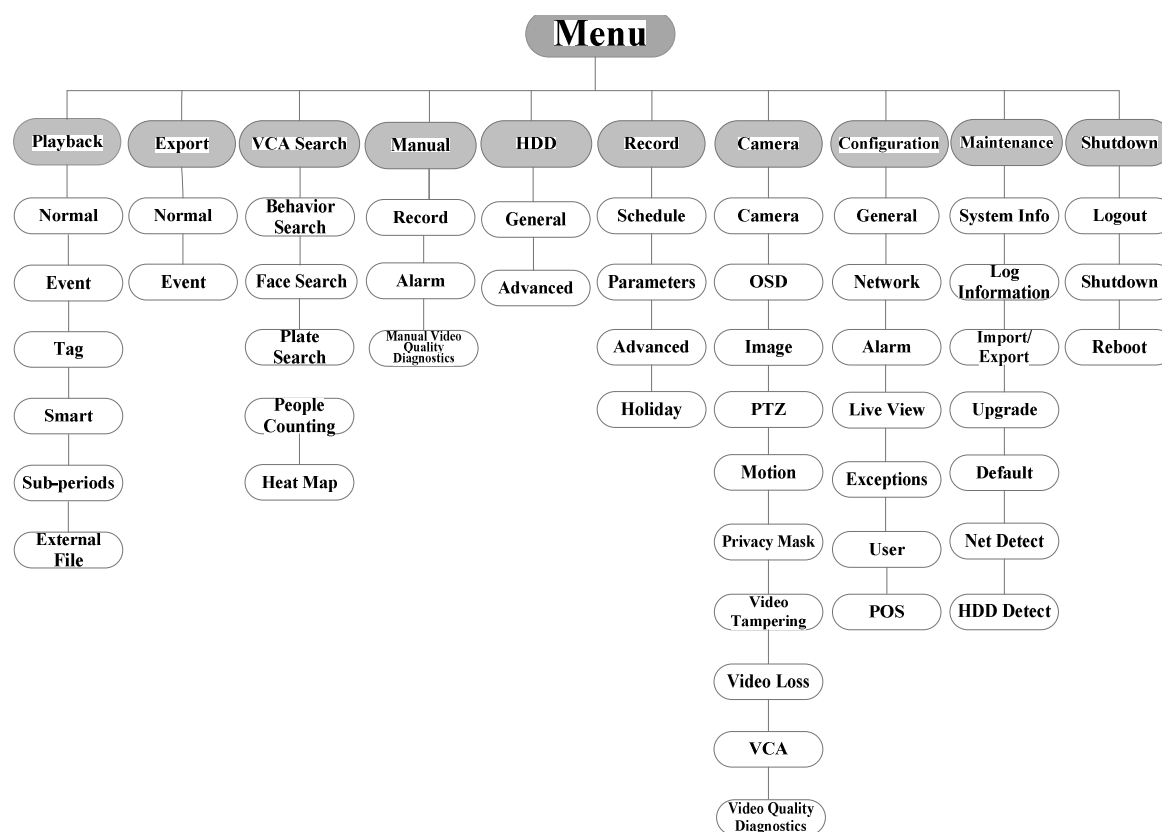 Menu
Playback
Normal
Event
Tag
Smart
Sub-periods
External
File
Export
Normal
Event
VCA Search
Behavior
Search
Face Search
Plate
Search
People
Counting
Heat Map
Manual
Record
Alarm
Manual Video
Quality
Diagnostics
HDD
General
Advanced
Record
Schedule
Parameters
Advanced
Holiday
Camera
Camera
OSD
Image
PTZ
Motion
Privacy Mask
Video
Tampering
Video Loss
VCA
Video Quality
Diagnostics
Configuration
General
Network
Alarm
Live View
Exceptions
User
POS
Maintenance
System Info
Log
Information
Import/
Export
Upgrade
Default
Net Detect
HDD Detect
Shutdown
Logout
Shutdown
Reboot